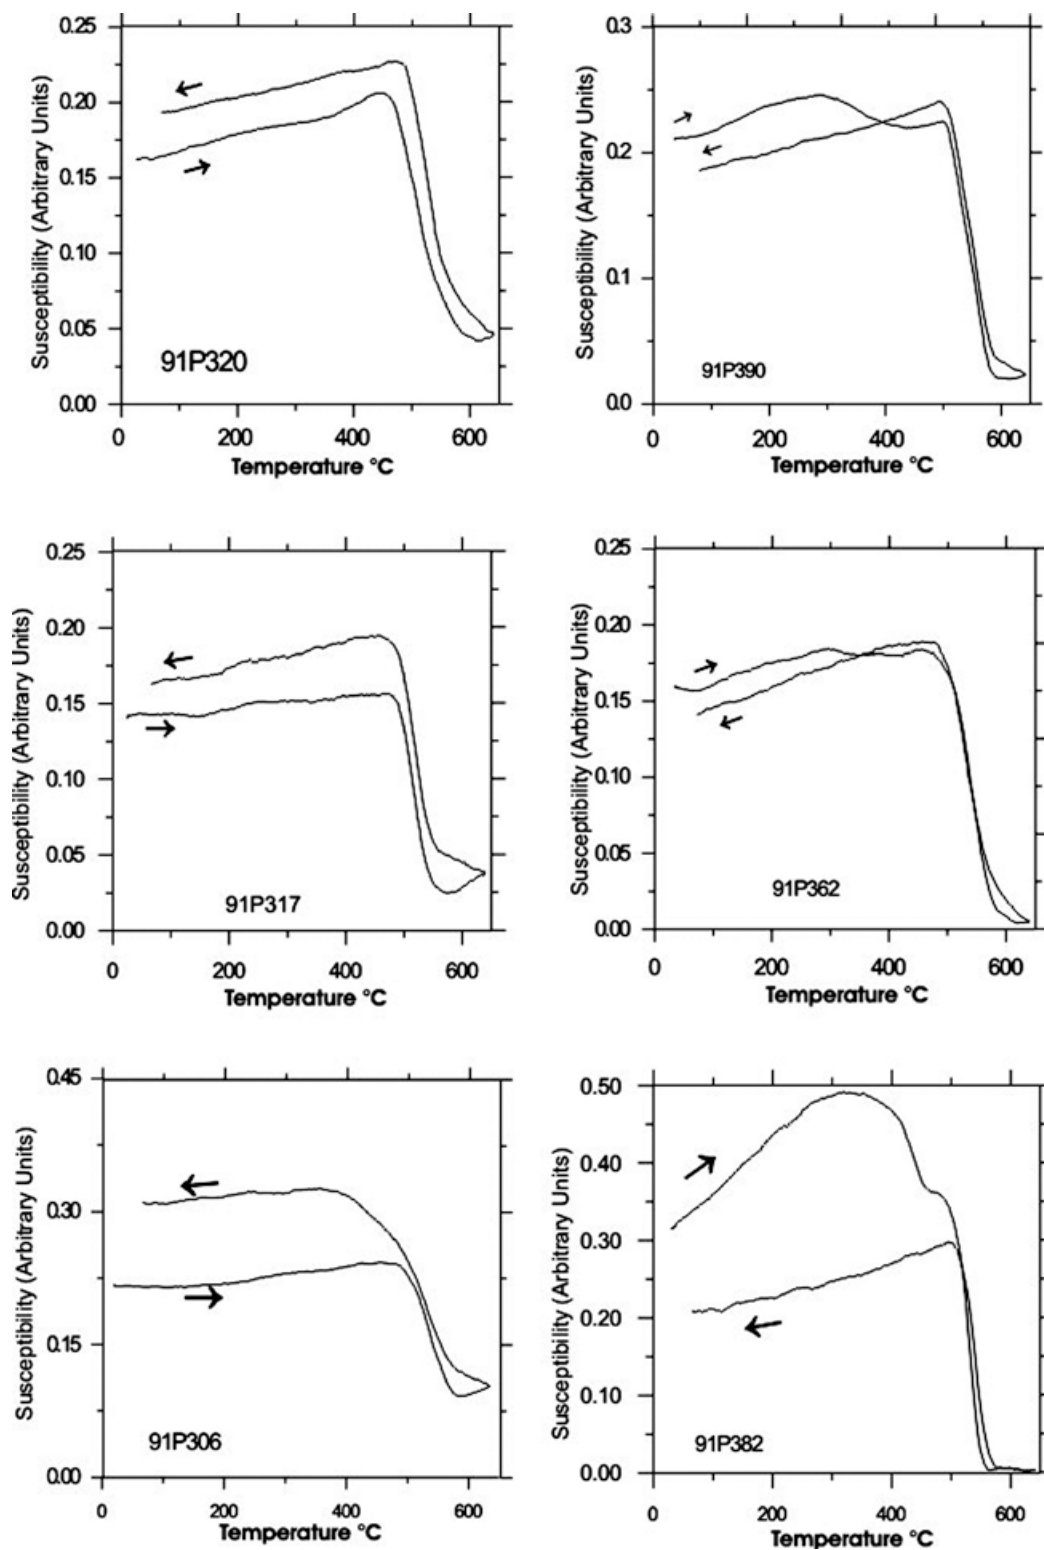 0.25
0.20
0.15
0.10
0.05
0.00
Susceptibility (Arbitrary Units)
91P320
0 200 400 600
Temperature °C
0.3
0.2
0.1
0.0
Susceptibility (Arbitrary Units)
91P390
0 200 400 600
Temperature °C
0.25
0.20
0.15
0.10
0.05
0.00
Susceptibility (Arbitrary Units)
91P317
0 200 400 600
Temperature °C
0.25
0.20
0.15
0.10
0.05
0.00
Susceptibility (Arbitrary Units)
91P362
0 200 400 600
Temperature °C
0.45
0.30
0.15
0.00
Susceptibility (Arbitrary Units)
91P306
0 200 400 600
Temperature °C
0.50
0.40
0.30
0.20
0.10
0.00
Susceptibility (Arbitrary Units)
91P382
0 200 400 600
Temperature °C